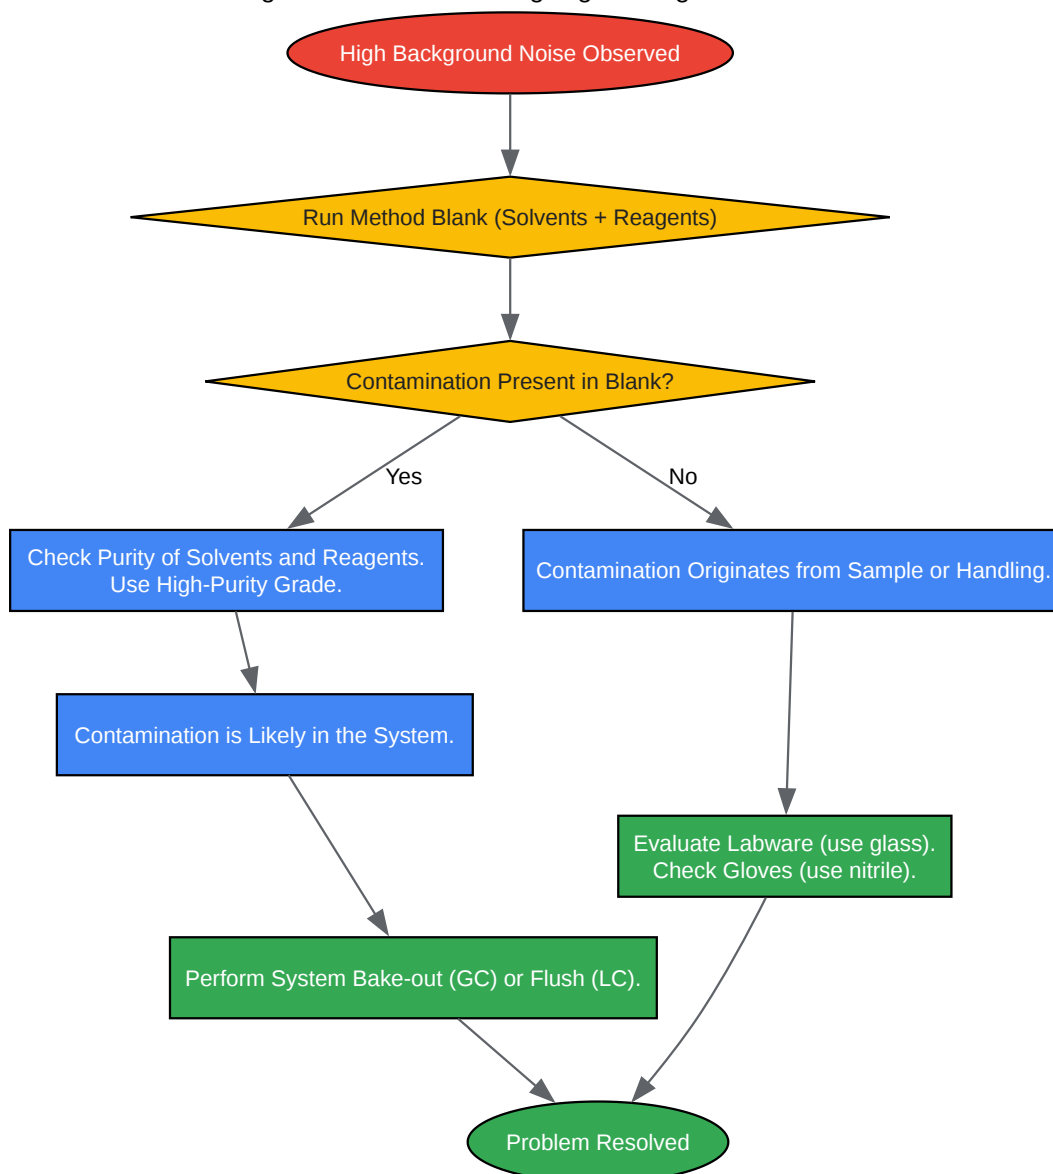 High Background Noise Observed
Run Method Blank (Solvents + Reagents)
Contamination Present in Blank?
Yes
No
Check Purity of Solvents and Reagents.
Use High-Purity Grade.
Contamination Originates from Sample or Handling.
Contamination is Likely in the System.
Evaluate Labware (use glass).
Check Gloves (use nitrile).
Perform System Bake-out (GC) or Flush (LC).
Problem Resolved